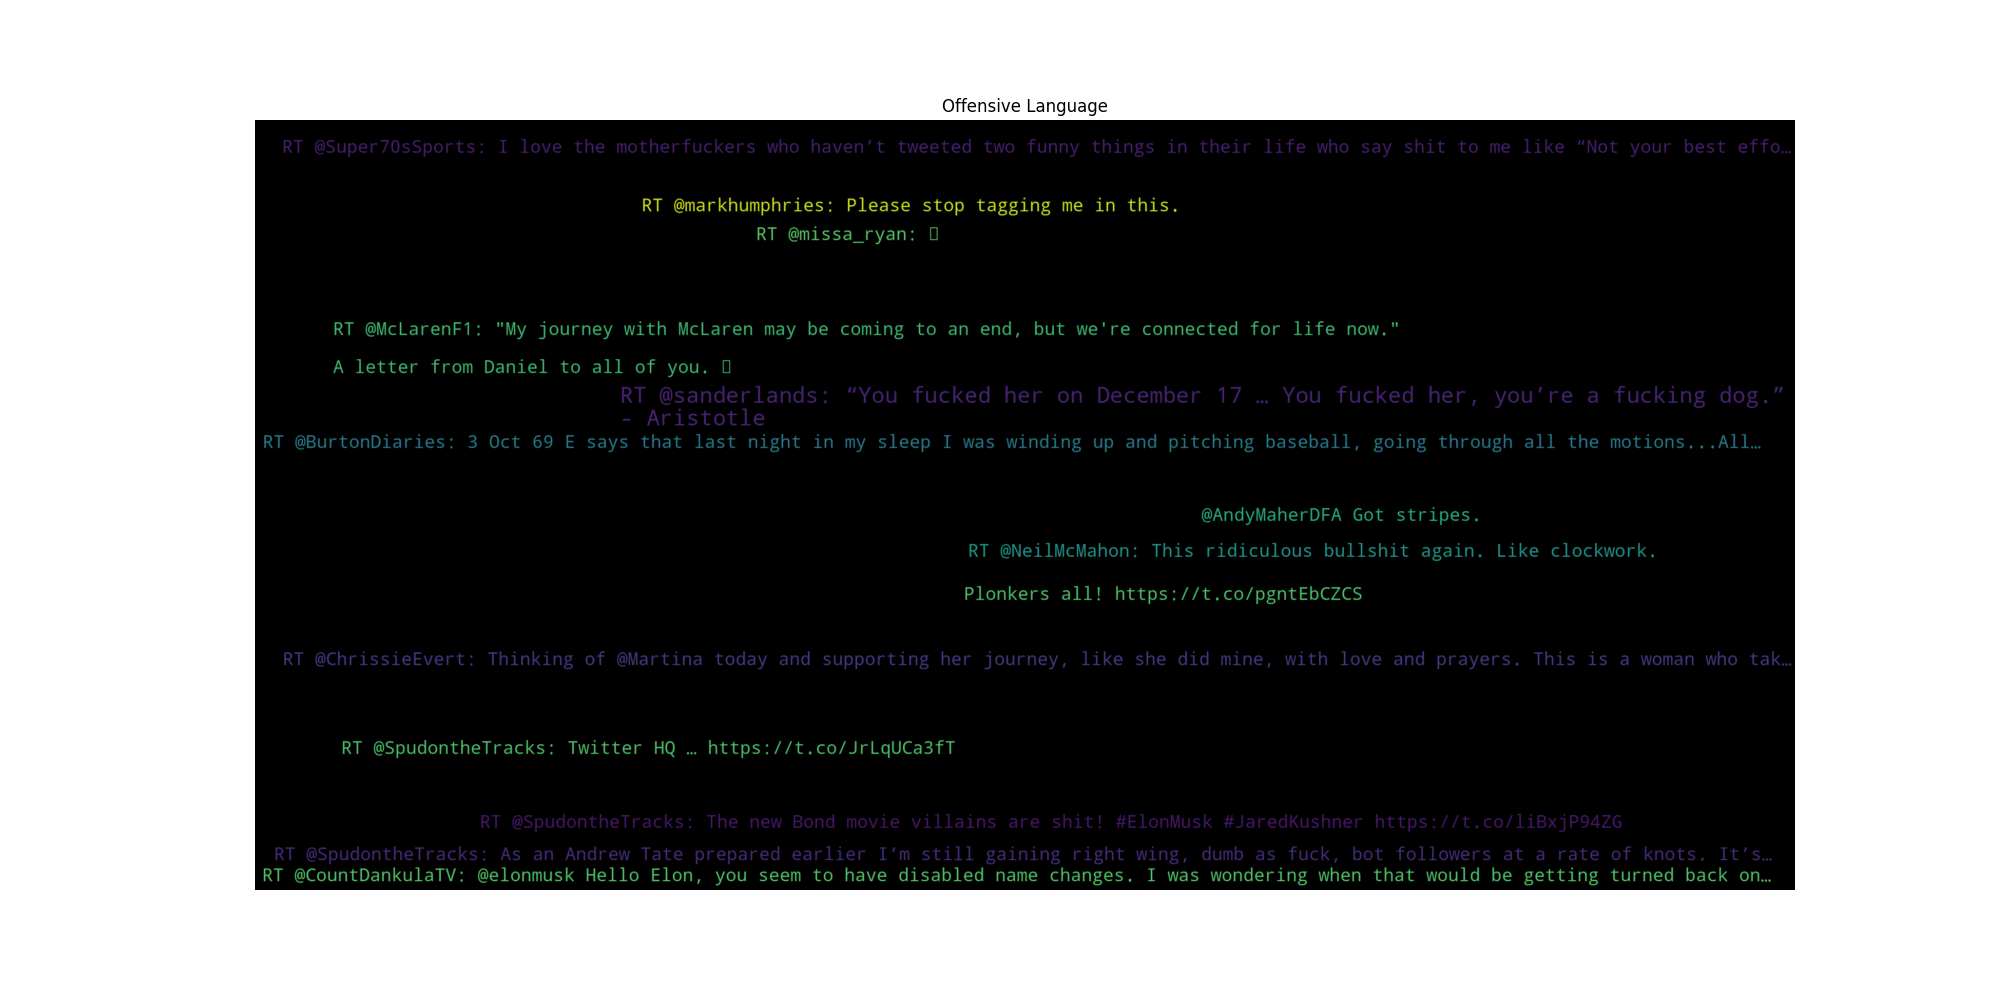 Offensive Language
RT @Super70sSports: I love the motherfuckers who haven’t tweeted two funny things in their life who say shit to me like “Not your best effo…
RT @markhumphries: Please stop tagging me in this.
RT @missa_ryan: 
RT @McLarenF1: "My journey with McLaren may be coming to an end, but we're connected for life now."
A letter from Daniel to all of you. 
RT @sanderlands: “You fucked her on December 17 … You fucked her, you’re a fucking dog.”
- Aristotle
RT @BurtonDiaries: 3 Oct 69 E says that last night in my sleep I was winding up and pitching baseball, going through all the motions...All…
@AndyMaherDFA Got stripes.
RT @NeilMcMahon: This ridiculous bullshit again. Like clockwork.
Plonkers all! https://t.co/pgntEbCZCS
RT @ChrissieEvert: Thinking of @Martina today and supporting her journey, like she did mine, with love and prayers. This is a woman who tak…
RT @SpudontheTracks: Twitter HQ … https://t.co/JrLqUCa3fT
RT @SpudontheTracks: The new Bond movie villains are shit! #ElonMusk #JaredKushner https://t.co/liBxjP94ZG
RT @SpudontheTracks: As an Andrew Tate prepared earlier I’m still gaining right wing, dumb as fuck, bot followers at a rate of knots. It’s…
RT @CountDankulaTV: @elonmusk Hello Elon, you seem to have disabled name changes. I was wondering when that would be getting turned back on…